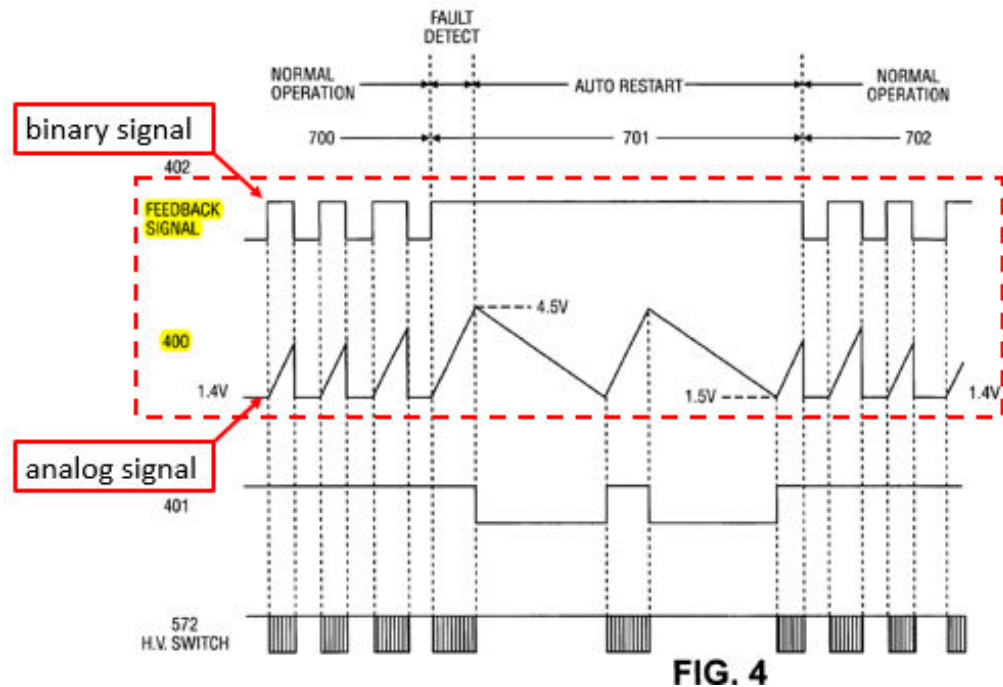 FAULT
DETECT
NORMAL
OPERATION
AUTO RESTART
NORMAL
OPERATION
binary signal
700
701
702
402
FEEDBACK
SIGNAL
4.5V
400
1.4V
1.5V
1.4V
analog signal
401
572
H.V. SWITCH
FIG. 4